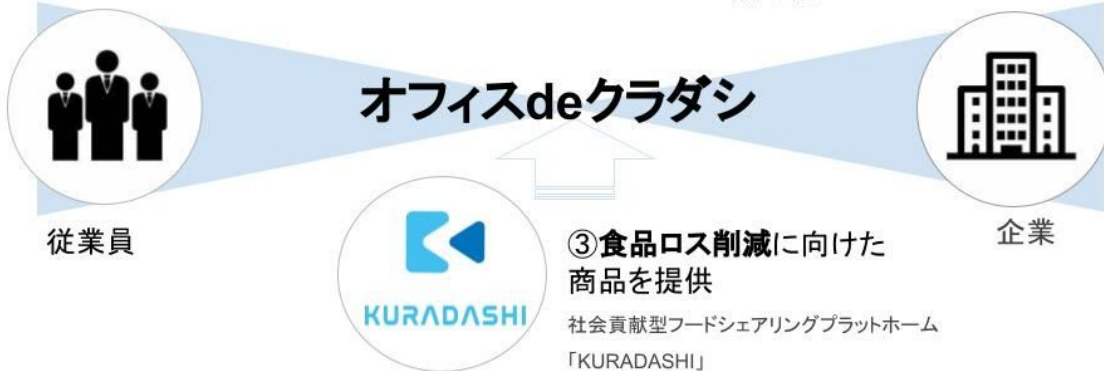 オフィスdeクラダシ
従業員
企業
KURADASHI
③食品ロス削減に向けた
商品を提供
社会貢献型フードシェアリングプラットホーム
「KURADASHI」